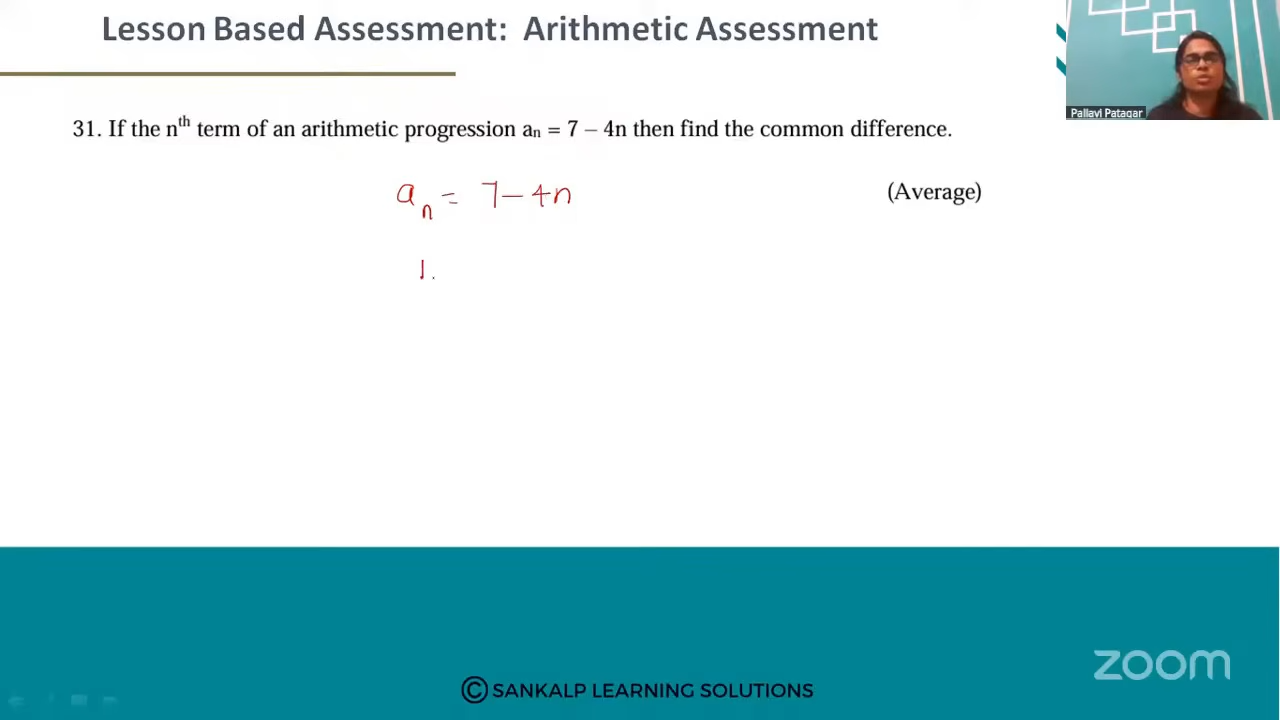 Lesson Based Assessment: Arithmetic Assessment
Pallavi Patagar
31. If the nᵗʰ term of an arithmetic progression aₙ = 7 – 4n then find the common difference.
aₙ = 7 – 4n
(Average)
zoom
© SANKALP LEARNING SOLUTIONS